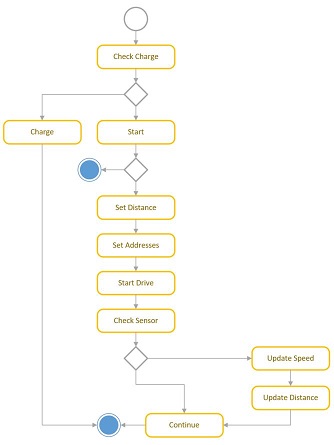 Check Charge
Charge
Start
Set Distance
Set Addresses
Start Drive
Check Sensor
Update Speed
Update Distance
Continue